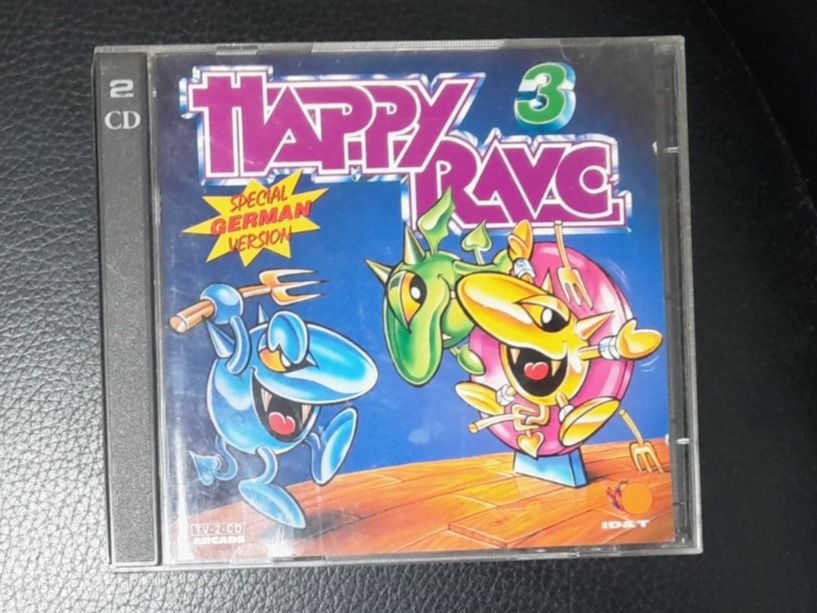 2
CD
HAPPY
RAVE
3
SPECIAL
GERMAN
VERSION
TV-2-CD
ARCADE
ID&T